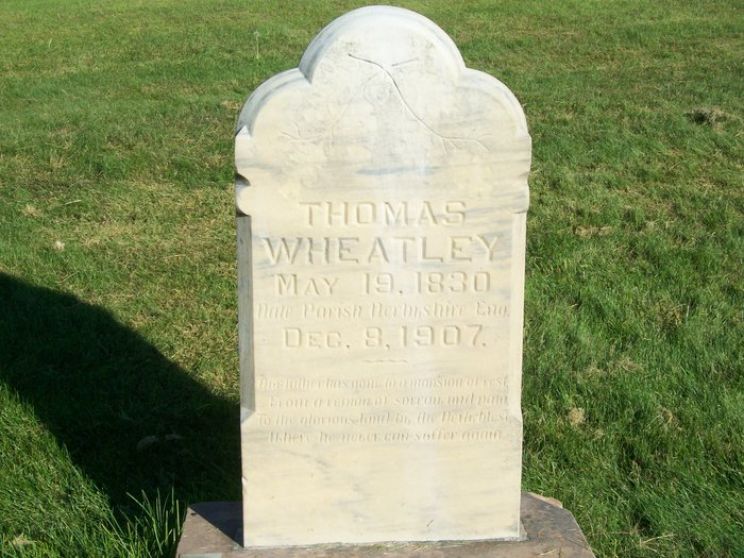 THOMAS
WHEATLEY
MAY 19, 1830
Dale Parish Derbyshire Eng.
DEC. 8, 1907.
Our father has gone to a mansion of rest,
From a region of sorrow and pain
To the glorious land by the Deity blest
Where he never can suffer again